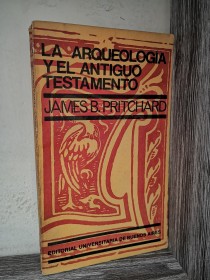 LA ARQUEOLOGIA
Y EL ANTIGUO
TESTAMENTO
JAMES B. PRITCHARD
EDITORIAL UNIVERSITARIA DE BUENOS AIRES